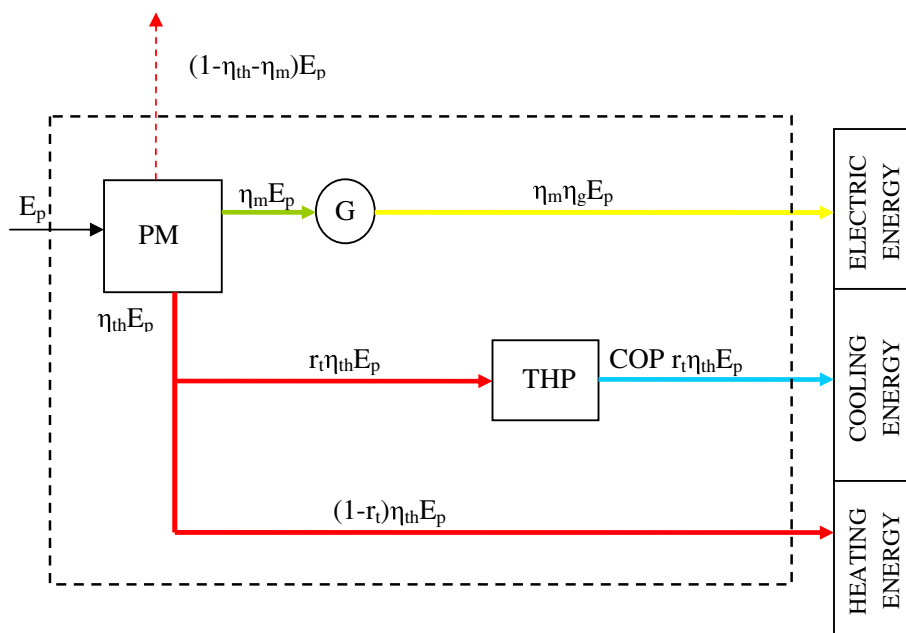 (1-ηth-ηm)Ep
Ep
PM
ηmEp
G
ηmηgEp
ηthEp
rtηthEp
THP
COP rtηthEp
(1-rt)ηthEp
ELECTRIC
ENERGY
COOLING
ENERGY
HEATING
ENERGY